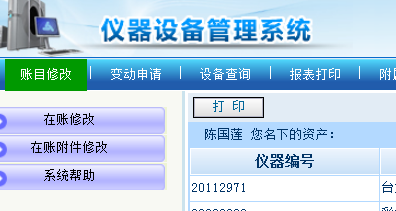 仪器设备管理系统
账目修改 变动申请 设备查询 报表打印 附
在账修改
在账附件修改
系统帮助
打 印
陈国莲 您名下的资产：
仪器编号
20112971 台